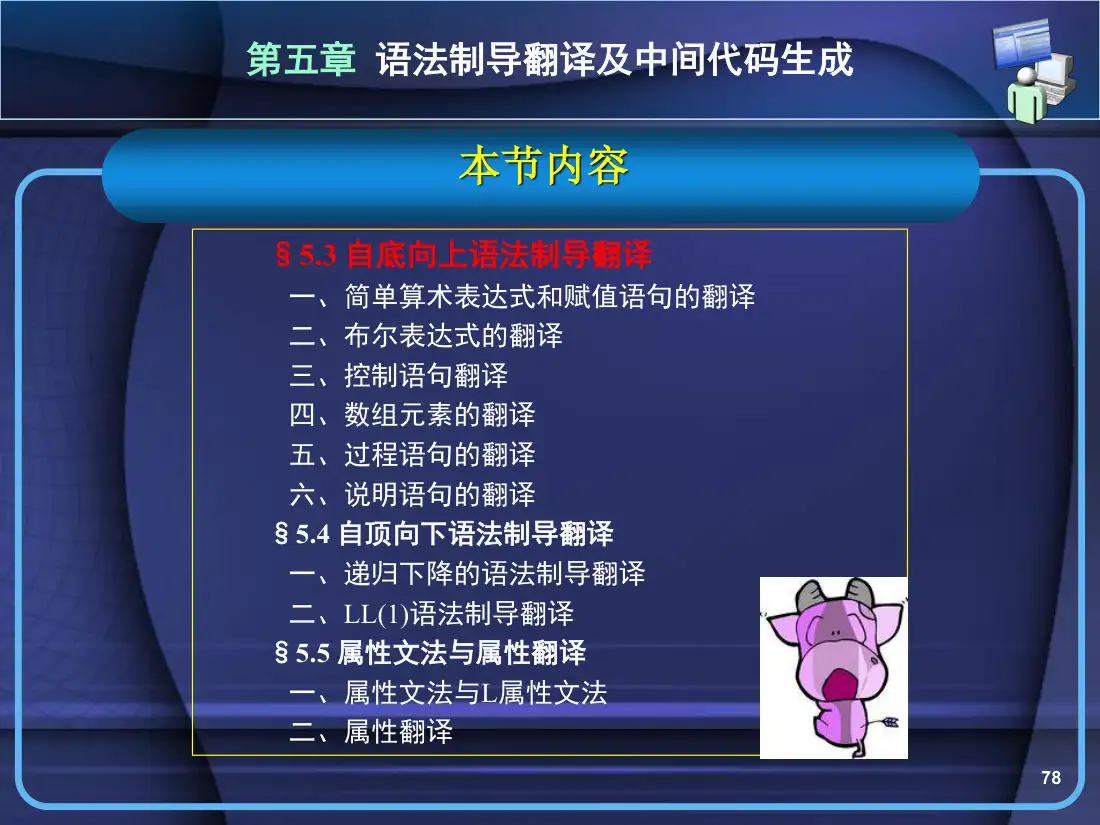 第五章 语法制导翻译及中间代码生成
本节内容
§5.3 自底向上语法制导翻译
一、简单算术表达式和赋值语句的翻译
二、布尔表达式的翻译
三、控制语句翻译
四、数组元素的翻译
五、过程语句的翻译
六、说明语句的翻译
§5.4 自顶向下语法制导翻译
一、递归下降的语法制导翻译
二、LL(1)语法制导翻译
§5.5 属性文法与属性翻译
一、属性文法与L属性文法
二、属性翻译
78